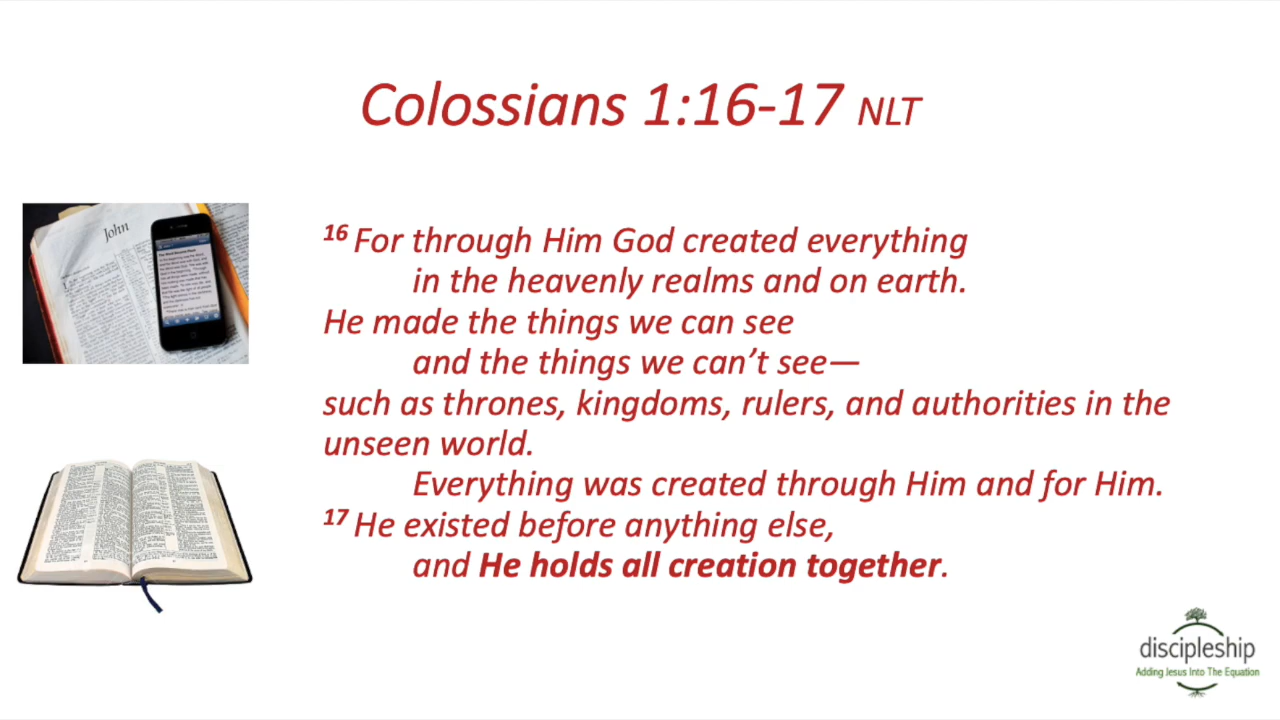 Colossians 1:16-17 NLT
John
16 For through Him God created everything
in the heavenly realms and on earth.
He made the things we can see
and the things we can’t see—
such as thrones, kingdoms, rulers, and authorities in the
unseen world.
Everything was created through Him and for Him.
17 He existed before anything else,
and He holds all creation together.
discipleship
Adding Jesus Into The Equation